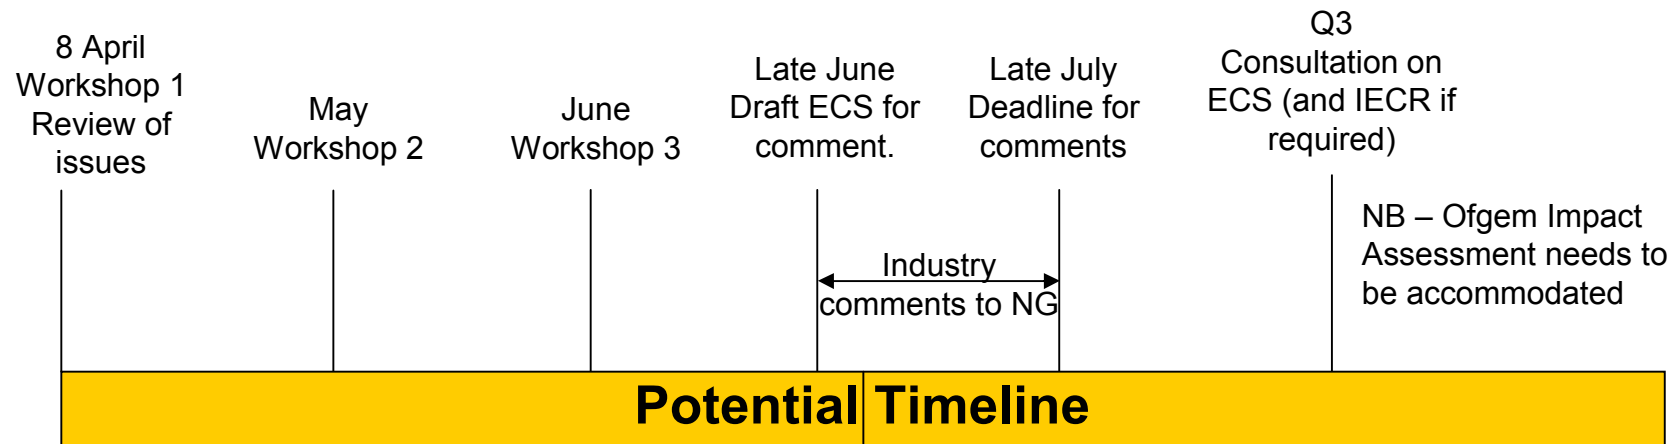 8 April
Workshop 1
Review of
issues
May
Workshop 2
June
Workshop 3
Late June
Draft ECS for
comment.
Late July
Deadline for
comments
Q3
Consultation on
ECS (and IECR if
required)
NB – Ofgem Impact
Assessment needs to
be accommodated
Industry
comments to NG
Potential Timeline